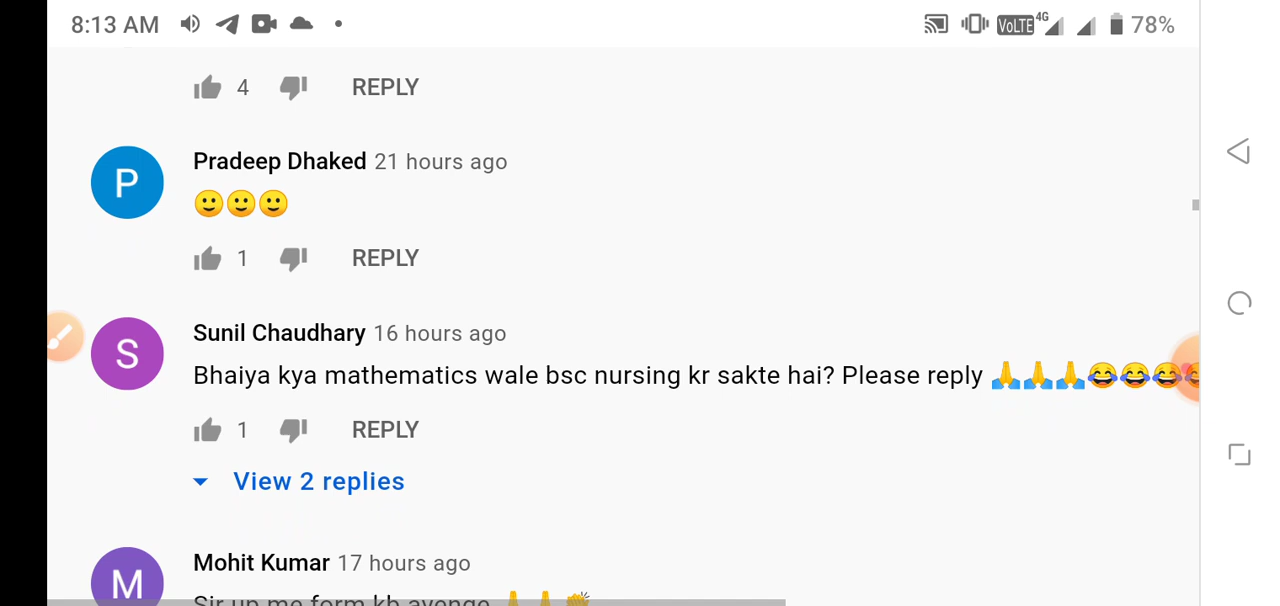 8:13 AM VoLTE 4G 78%
4 REPLY
P
Pradeep Dhaked 21 hours ago
🙂🙂🙂
1 REPLY
S
Sunil Chaudhary 16 hours ago
Bhaiya kya mathematics wale bsc nursing kr sakte hai? Please reply 🙏🙏🙏😂😂😂
1 REPLY
View 2 replies
M
Mohit Kumar 17 hours ago
Sir up me form kb ayenge 🙏🙏👏